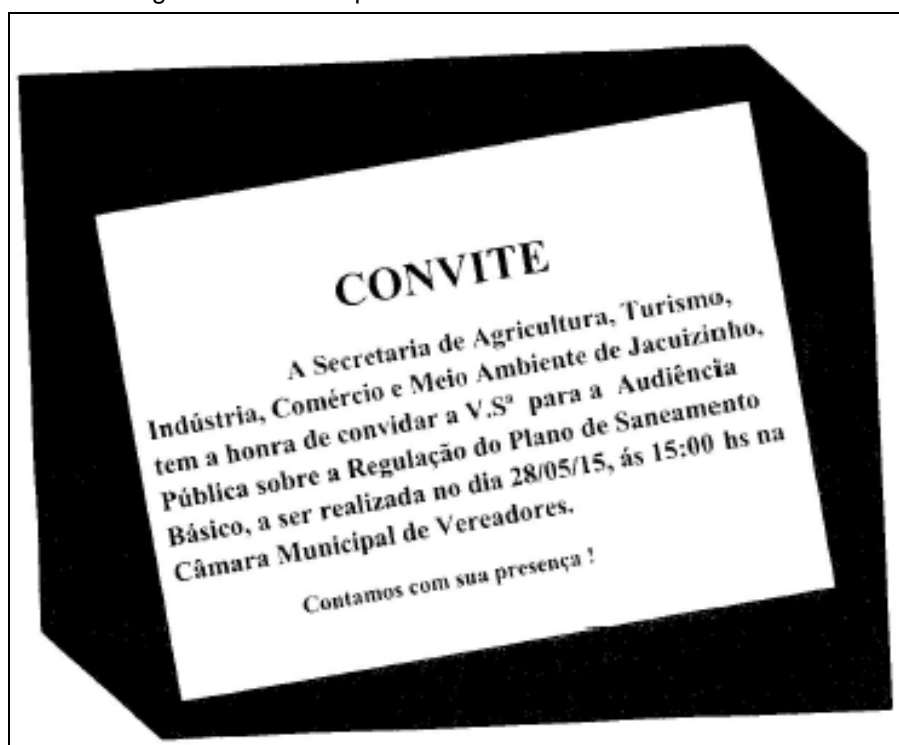 CONVITE
A Secretaria de Agricultura, Turismo,
Indústria, Comércio e Meio Ambiente de Jacuizinho,
tem a honra de convidar a V.Sª para a Audiência
Pública sobre a Regulação do Plano de Saneamento
Básico, a ser realizada no dia 28/05/15, ás 15:00 hs na
Câmara Municipal de Vereadores.
Contamos com sua presença !